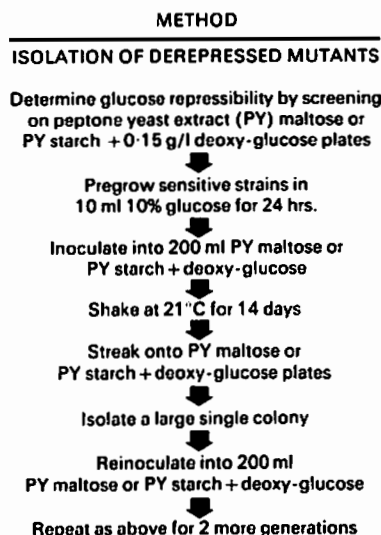 METHOD
ISOLATION OF DEREPRESSED MUTANTS
Determine glucose repressibility by screening
on peptone yeast extract (PY) maltose or
PY starch +0·15 g/l deoxy-glucose plates
Pregrow sensitive strains in
10 ml 10% glucose for 24 hrs.
Inoculate into 200 ml PY maltose or
PY starch + deoxy-glucose
Shake at 21°C for 14 days
Streak onto PY maltose or
PY starch + deoxy-glucose plates
Isolate a large single colony
Reinoculate into 200 ml
PY maltose or PY starch + deoxy-glucose
Repeat as above for 2 more generations